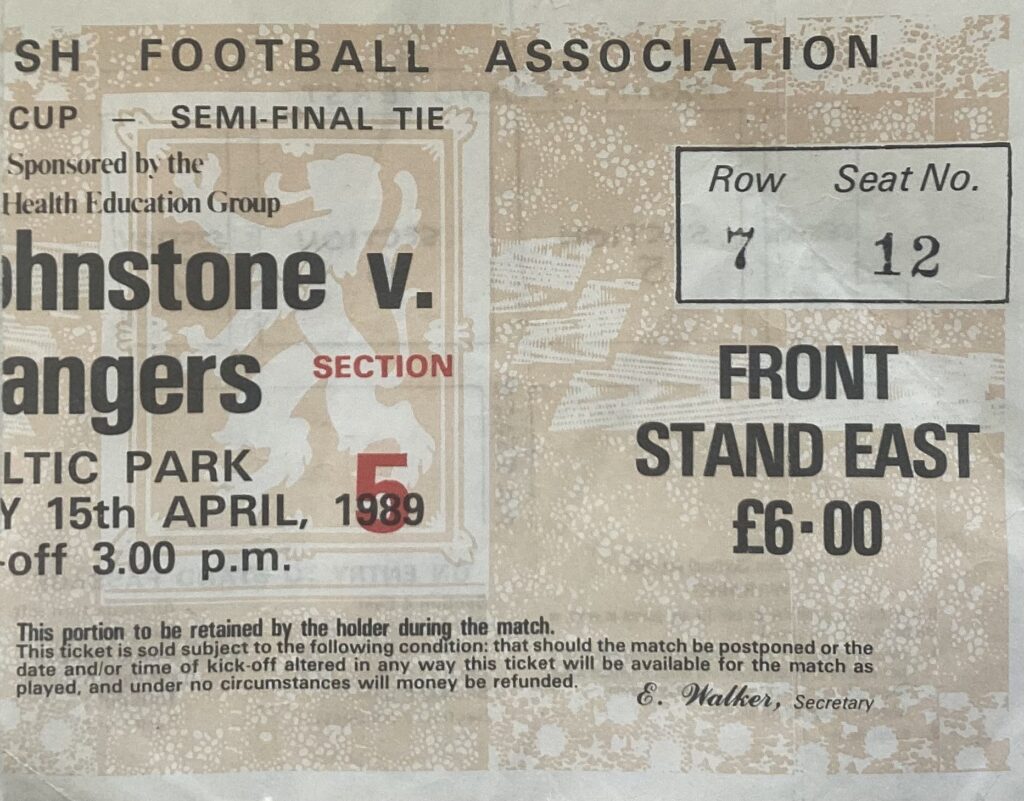 SH FOOTBALL ASSOCIATION
CUP – SEMI-FINAL TIE
Sponsored by the
Health Education Group
ohnstone v.
angers
SECTION
5
LTIC PARK
Y 15th APRIL, 1989
-off 3.00 p.m.
Row Seat No.
7 12
FRONT
STAND EAST
£6·00
This portion to be retained by the holder during the match.
This ticket is sold subject to the following condition: that should the match be postponed or the
date and/or time of kick-off altered in any way this ticket will be available for the match as
played, and under no circumstances will money be refunded.
E. Walker, Secretary